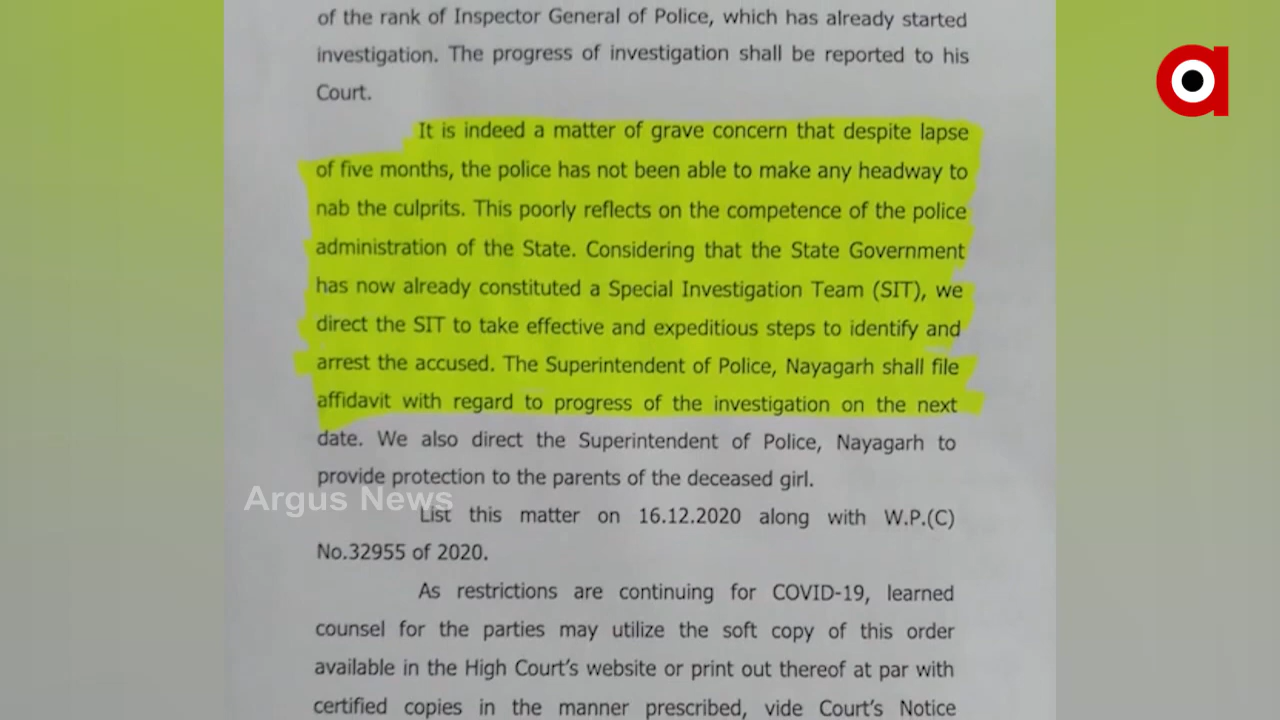 of the rank of Inspector General of Police, which has already started
investigation. The progress of investigation shall be reported to his
Court.
It is indeed a matter of grave concern that despite lapse
of five months, the police has not been able to make any headway to
nab the culprits. This poorly reflects on the competence of the police
administration of the State. Considering that the State Government
has now already constituted a Special Investigation Team (SIT), we
direct the SIT to take effective and expeditious steps to identify and
arrest the accused. The Superintendent of Police, Nayagarh shall file
affidavit with regard to progress of the investigation on the next
date. We also direct the Superintendent of Police, Nayagarh to
provide protection to the parents of the deceased girl.
Argus News
List this matter on 16.12.2020 along with W.P.(C)
No.32955 of 2020.
As restrictions are continuing for COVID-19, learned
counsel for the parties may utilize the soft copy of this order
available in the High Court's website or print out thereof at par with
certified copies in the manner prescribed, vide Court's Notice